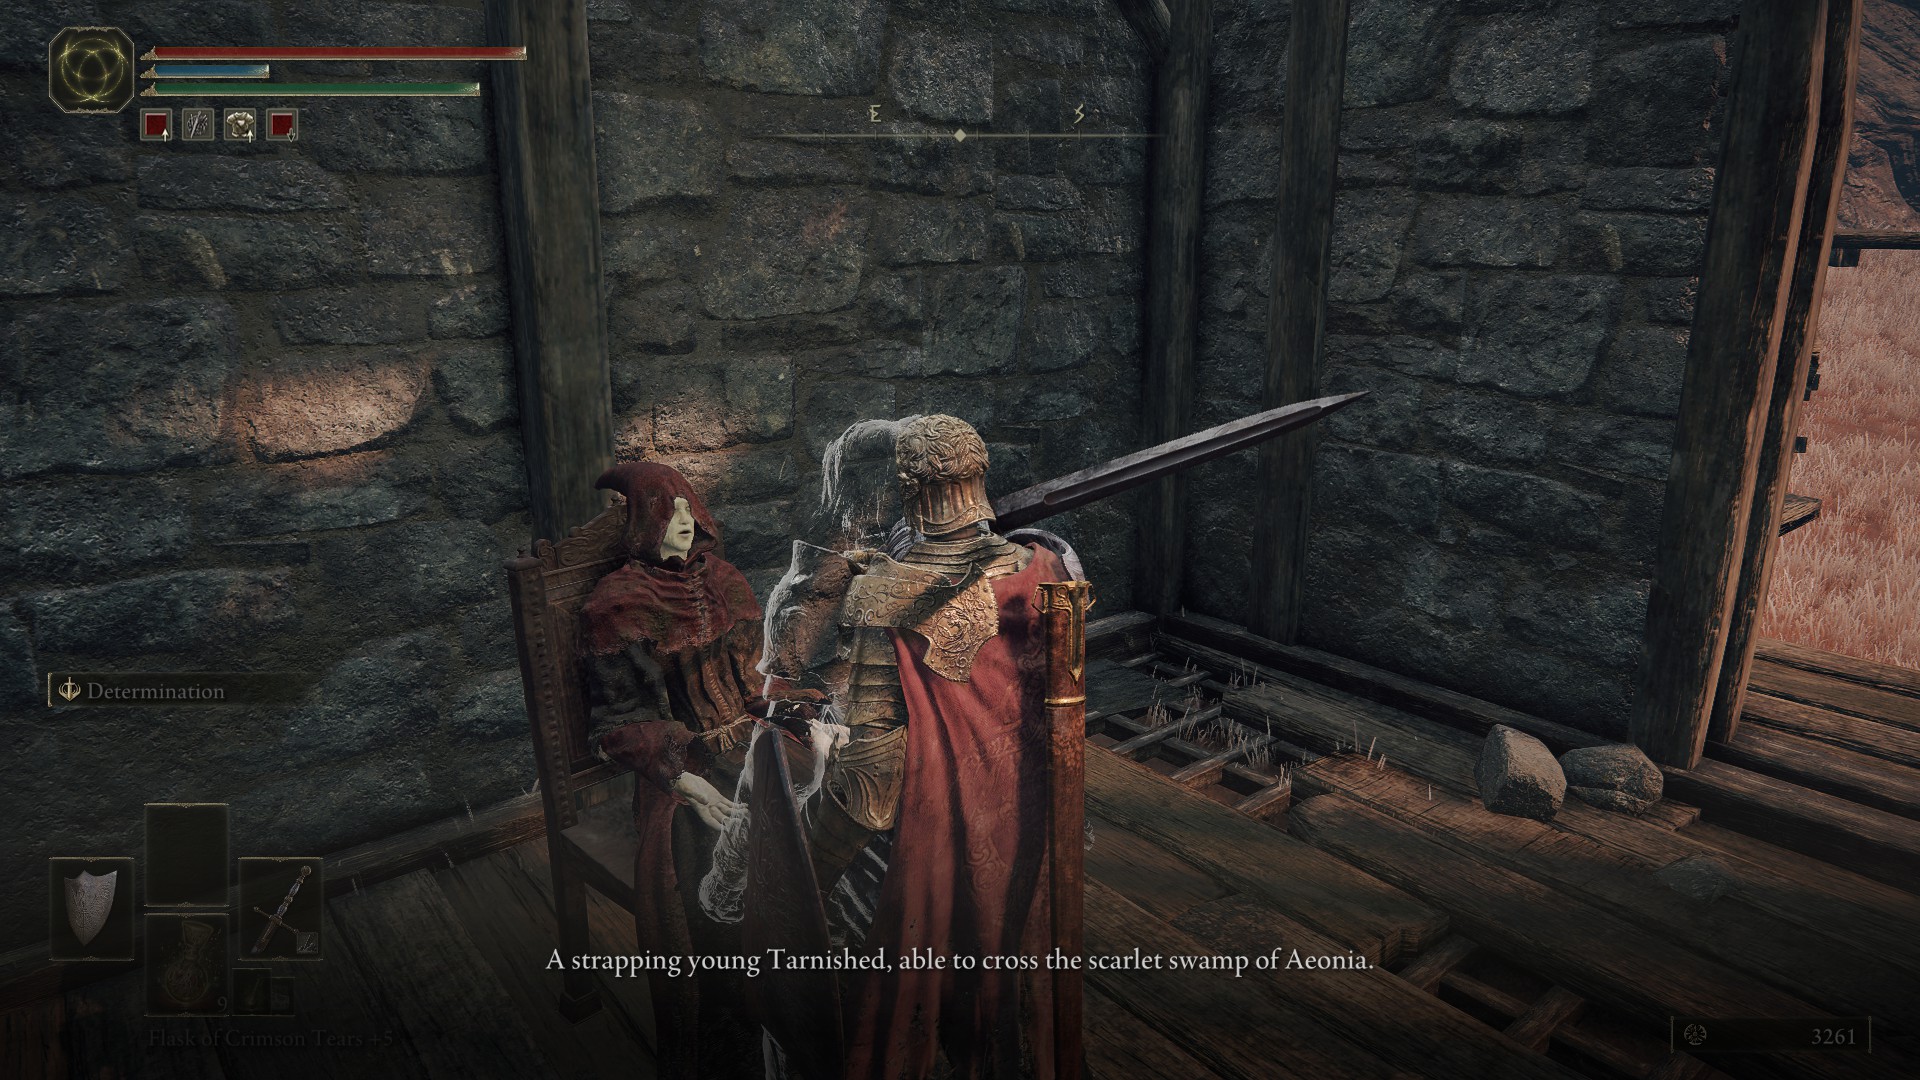 E
S
Determination
A strapping young Tarnished, able to cross the scarlet swamp of Aeonia.
9
Flask of Crimson Tears +5
3261